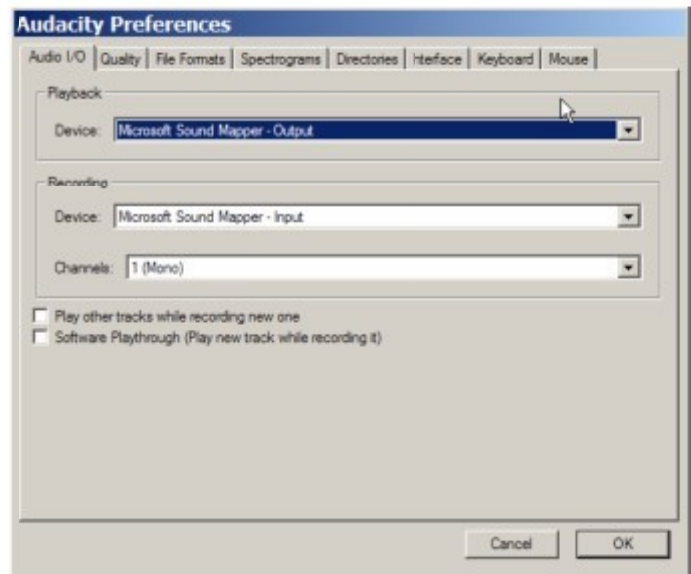 Audacity Preferences
Audio I/O Quality File Formats Spectrograms Directories Interface Keyboard Mouse
Playback
Device: Microsoft Sound Mapper - Output
Recording
Device: Microsoft Sound Mapper - Input
Channels: 1 (Mono)
Play other tracks while recording new one
Software Playthrough (Play new track while recording it)
Cancel OK